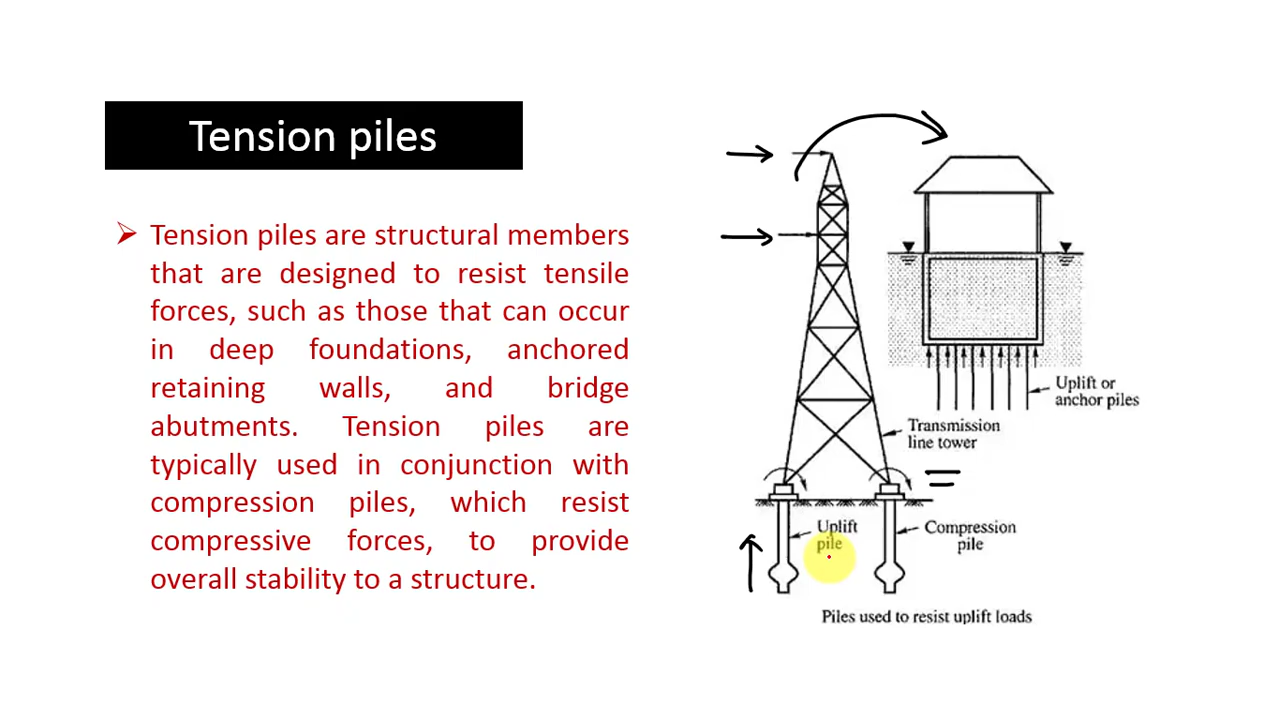 Tension piles
Tension piles are structural members
that are designed to resist tensile
forces, such as those that can occur
in deep foundations, anchored
retaining walls, and bridge
abutments. Tension piles are
typically used in conjunction with
compression piles, which resist
compressive forces, to provide
overall stability to a structure.
Uplift or
anchor piles
Transmission
line tower
Uplift
pile
Compression
pile
Piles used to resist uplift loads